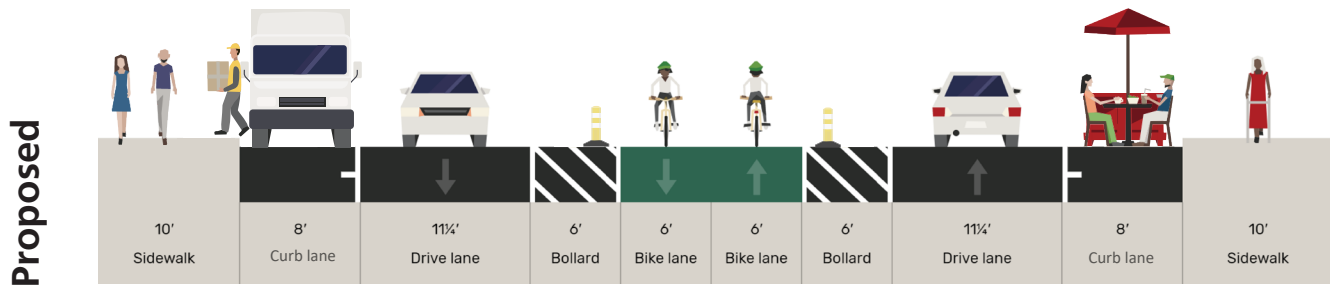 Proposed
10′ 8′ 11¼′ 6′ 6′ 6′ 6′ 11¼′ 8′ 10′
Sidewalk Curb lane Drive lane Bollard Bike lane Bike lane Bollard Drive lane Curb lane Sidewalk